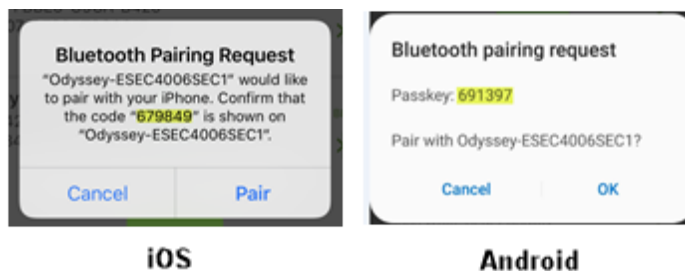 Bluetooth Pairing Request
"Odyssey-ESEC4006SEC1" would like
to pair with your iPhone. Confirm that
the code "679849" is shown on
"Odyssey-ESEC4006SEC1".
Cancel
Pair
iOS
Bluetooth pairing request
Passkey: 691397
Pair with Odyssey-ESEC4006SEC1?
Cancel
OK
Android